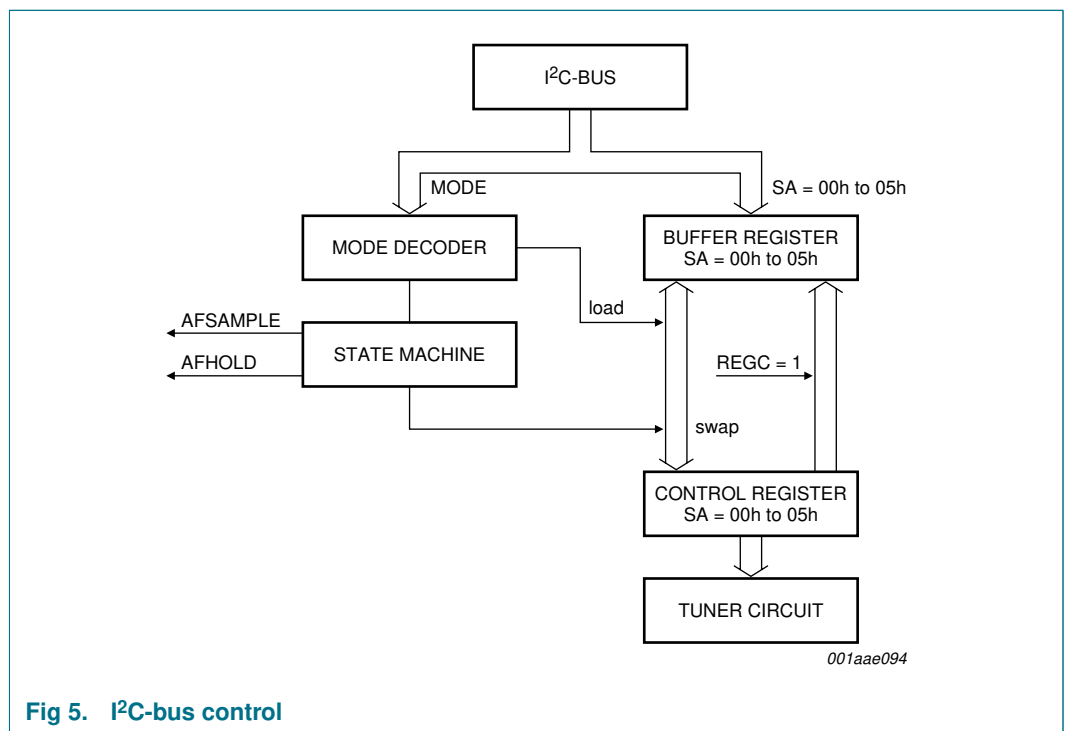 I²C-BUS
MODE
SA = 00h to 05h
MODE DECODER
BUFFER REGISTER
SA = 00h to 05h
load
AFSAMPLE
STATE MACHINE
AFHOLD
REGC = 1
swap
CONTROL REGISTER
SA = 00h to 05h
TUNER CIRCUIT
001aae094
Fig 5. I²C-bus control